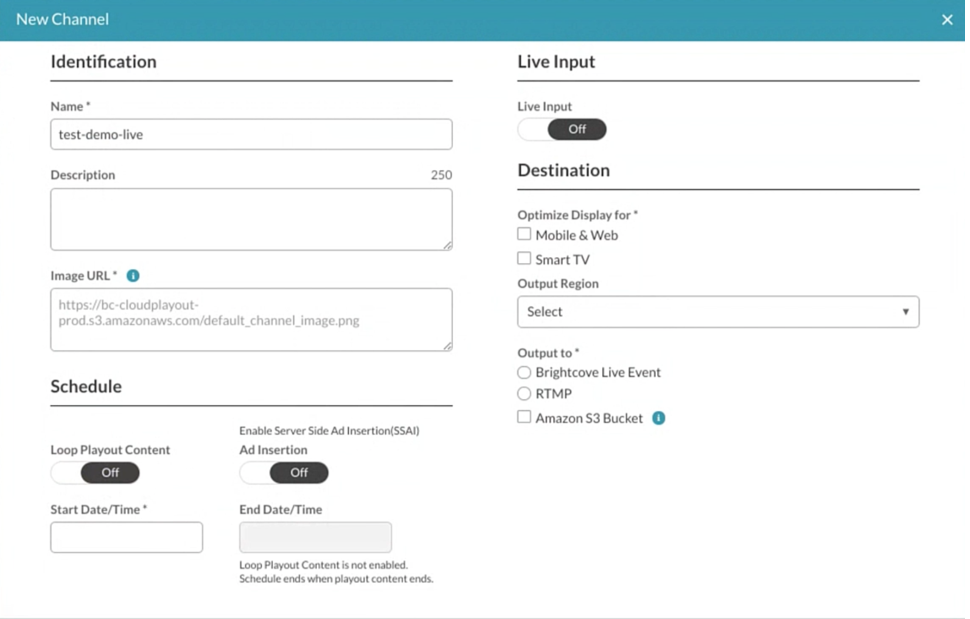 New Channel
×
Identification
Name *
test-demo-live
Description 250
Image URL * i
https://bc-cloudplayout-
prod.s3.amazonaws.com/default_channel_image.png
Schedule
Loop Playout Content
Off
Enable Server Side Ad Insertion(SSAI)
Ad Insertion
Off
Start Date/Time *
End Date/Time
Loop Playout Content is not enabled.
Schedule ends when playout content ends.
Live Input
Live Input
Off
Destination
Optimize Display for *
Mobile & Web
Smart TV
Output Region
Select
Output to *
Brightcove Live Event
RTMP
Amazon S3 Bucket i